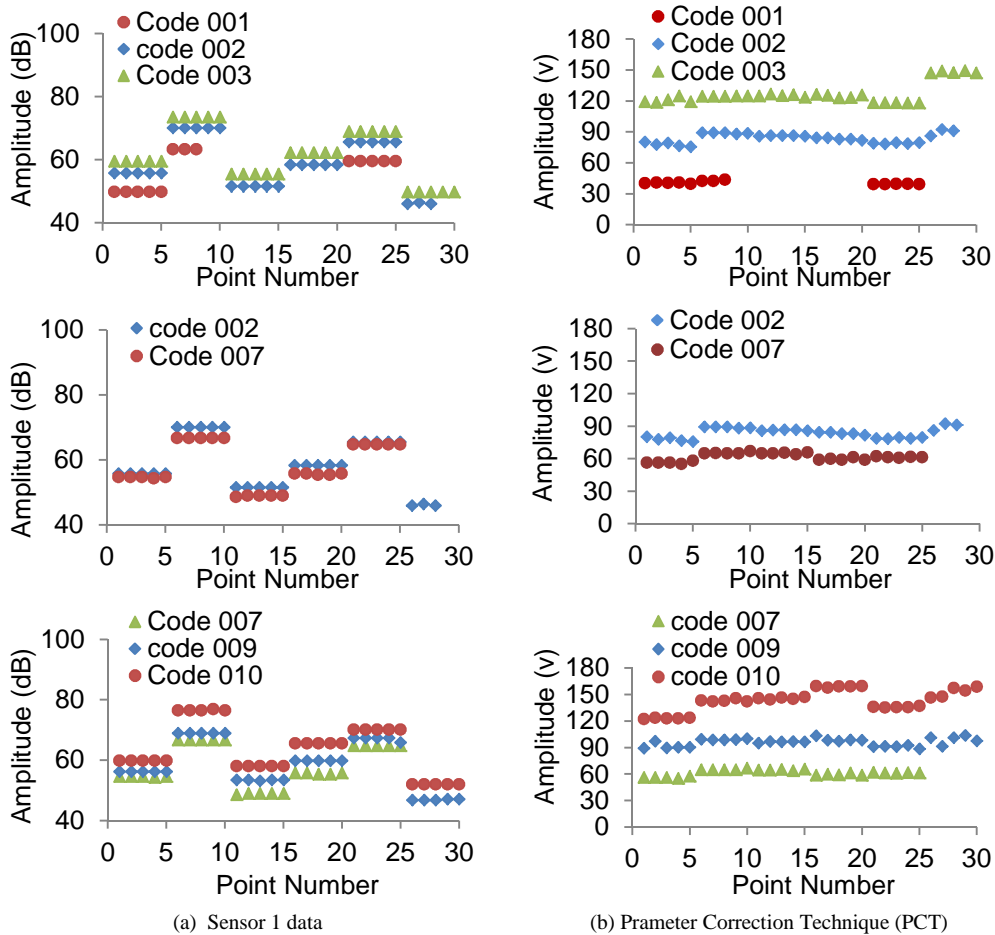 Code 001
code 002
Code 003
Amplitude (dB)
100
80
60
40
0 5 10 15 20 25 30
Point Number
Code 001
Code 002
Code 003
Amplitude (v)
180
150
120
90
60
30
0
0 5 10 15 20 25 30
Point Number
code 002
Code 007
Amplitude (dB)
100
80
60
40
0 5 10 15 20 25 30
Point Number
Code 002
Code 007
Amplitude (v)
180
150
120
90
60
30
0
0 5 10 15 20 25 30
Point Number
Code 007
code 009
Code 010
Amplitude (dB)
100
80
60
40
0 5 10 15 20 25 30
Point Number
code 007
code 009
code 010
Amplitude (v)
180
150
120
90
60
30
0
0 5 10 15 20 25 30
Point Number
(a) Sensor 1 data
(b) Prameter Correction Technique (PCT)